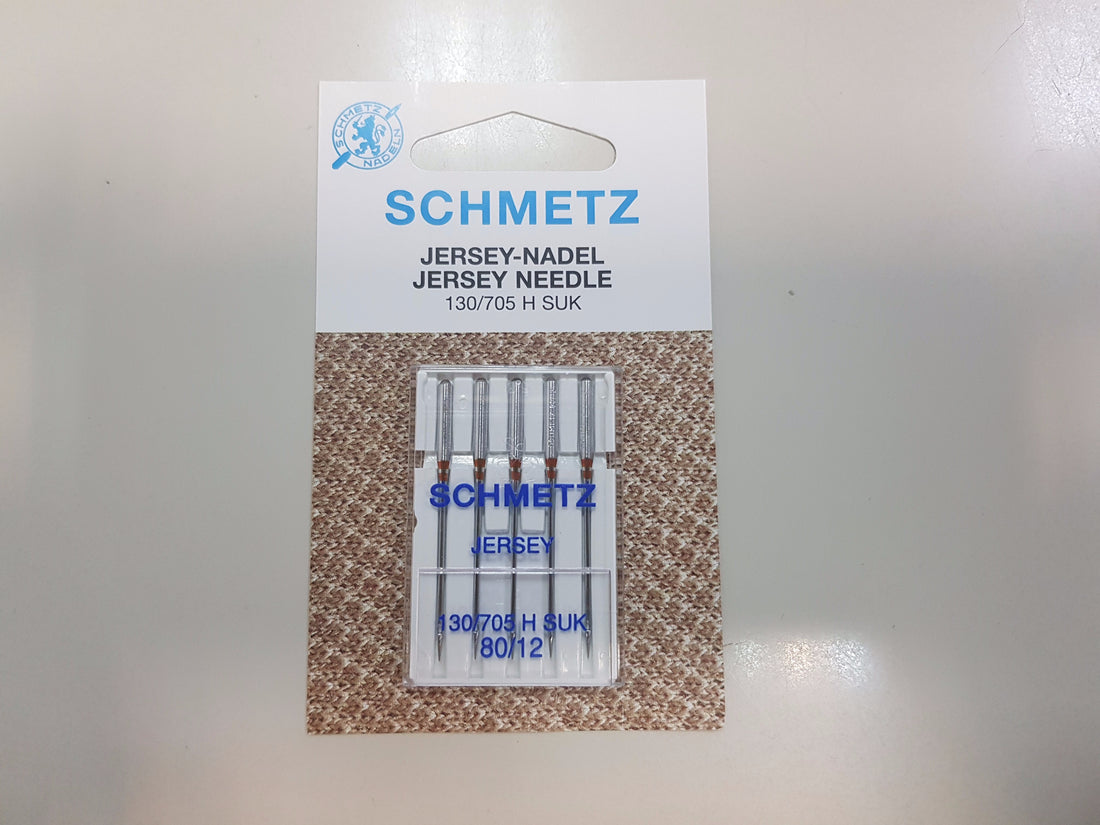 SCHMETZ
NADELN
SCHMETZ
JERSEY-NADEL
JERSEY NEEDLE
130/705 H SUK
SCHMETZ
JERSEY
130/705 H SUK
80/12